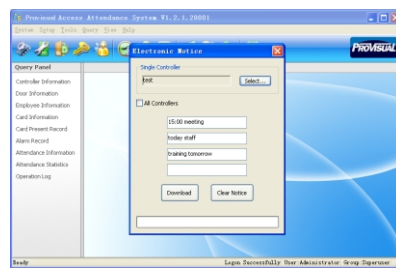 Provisual Access Attendance System V1.2.1.20801
System Setup Tools Query View Help
PROVISUAL
Query Panel
Controller Information
Door Information
Employee Information
Card Information
Card Present Record
Alarm Record
Attendance Information
Attendance Statistics
Operation Log
Electronic Notice
Single Controller
test
Select...
All Controllers
15:00 meeting
today staff
training tomorrow
Download
Clear Notice
Ready
Logon Successfully User:Administrator Group:Superuser